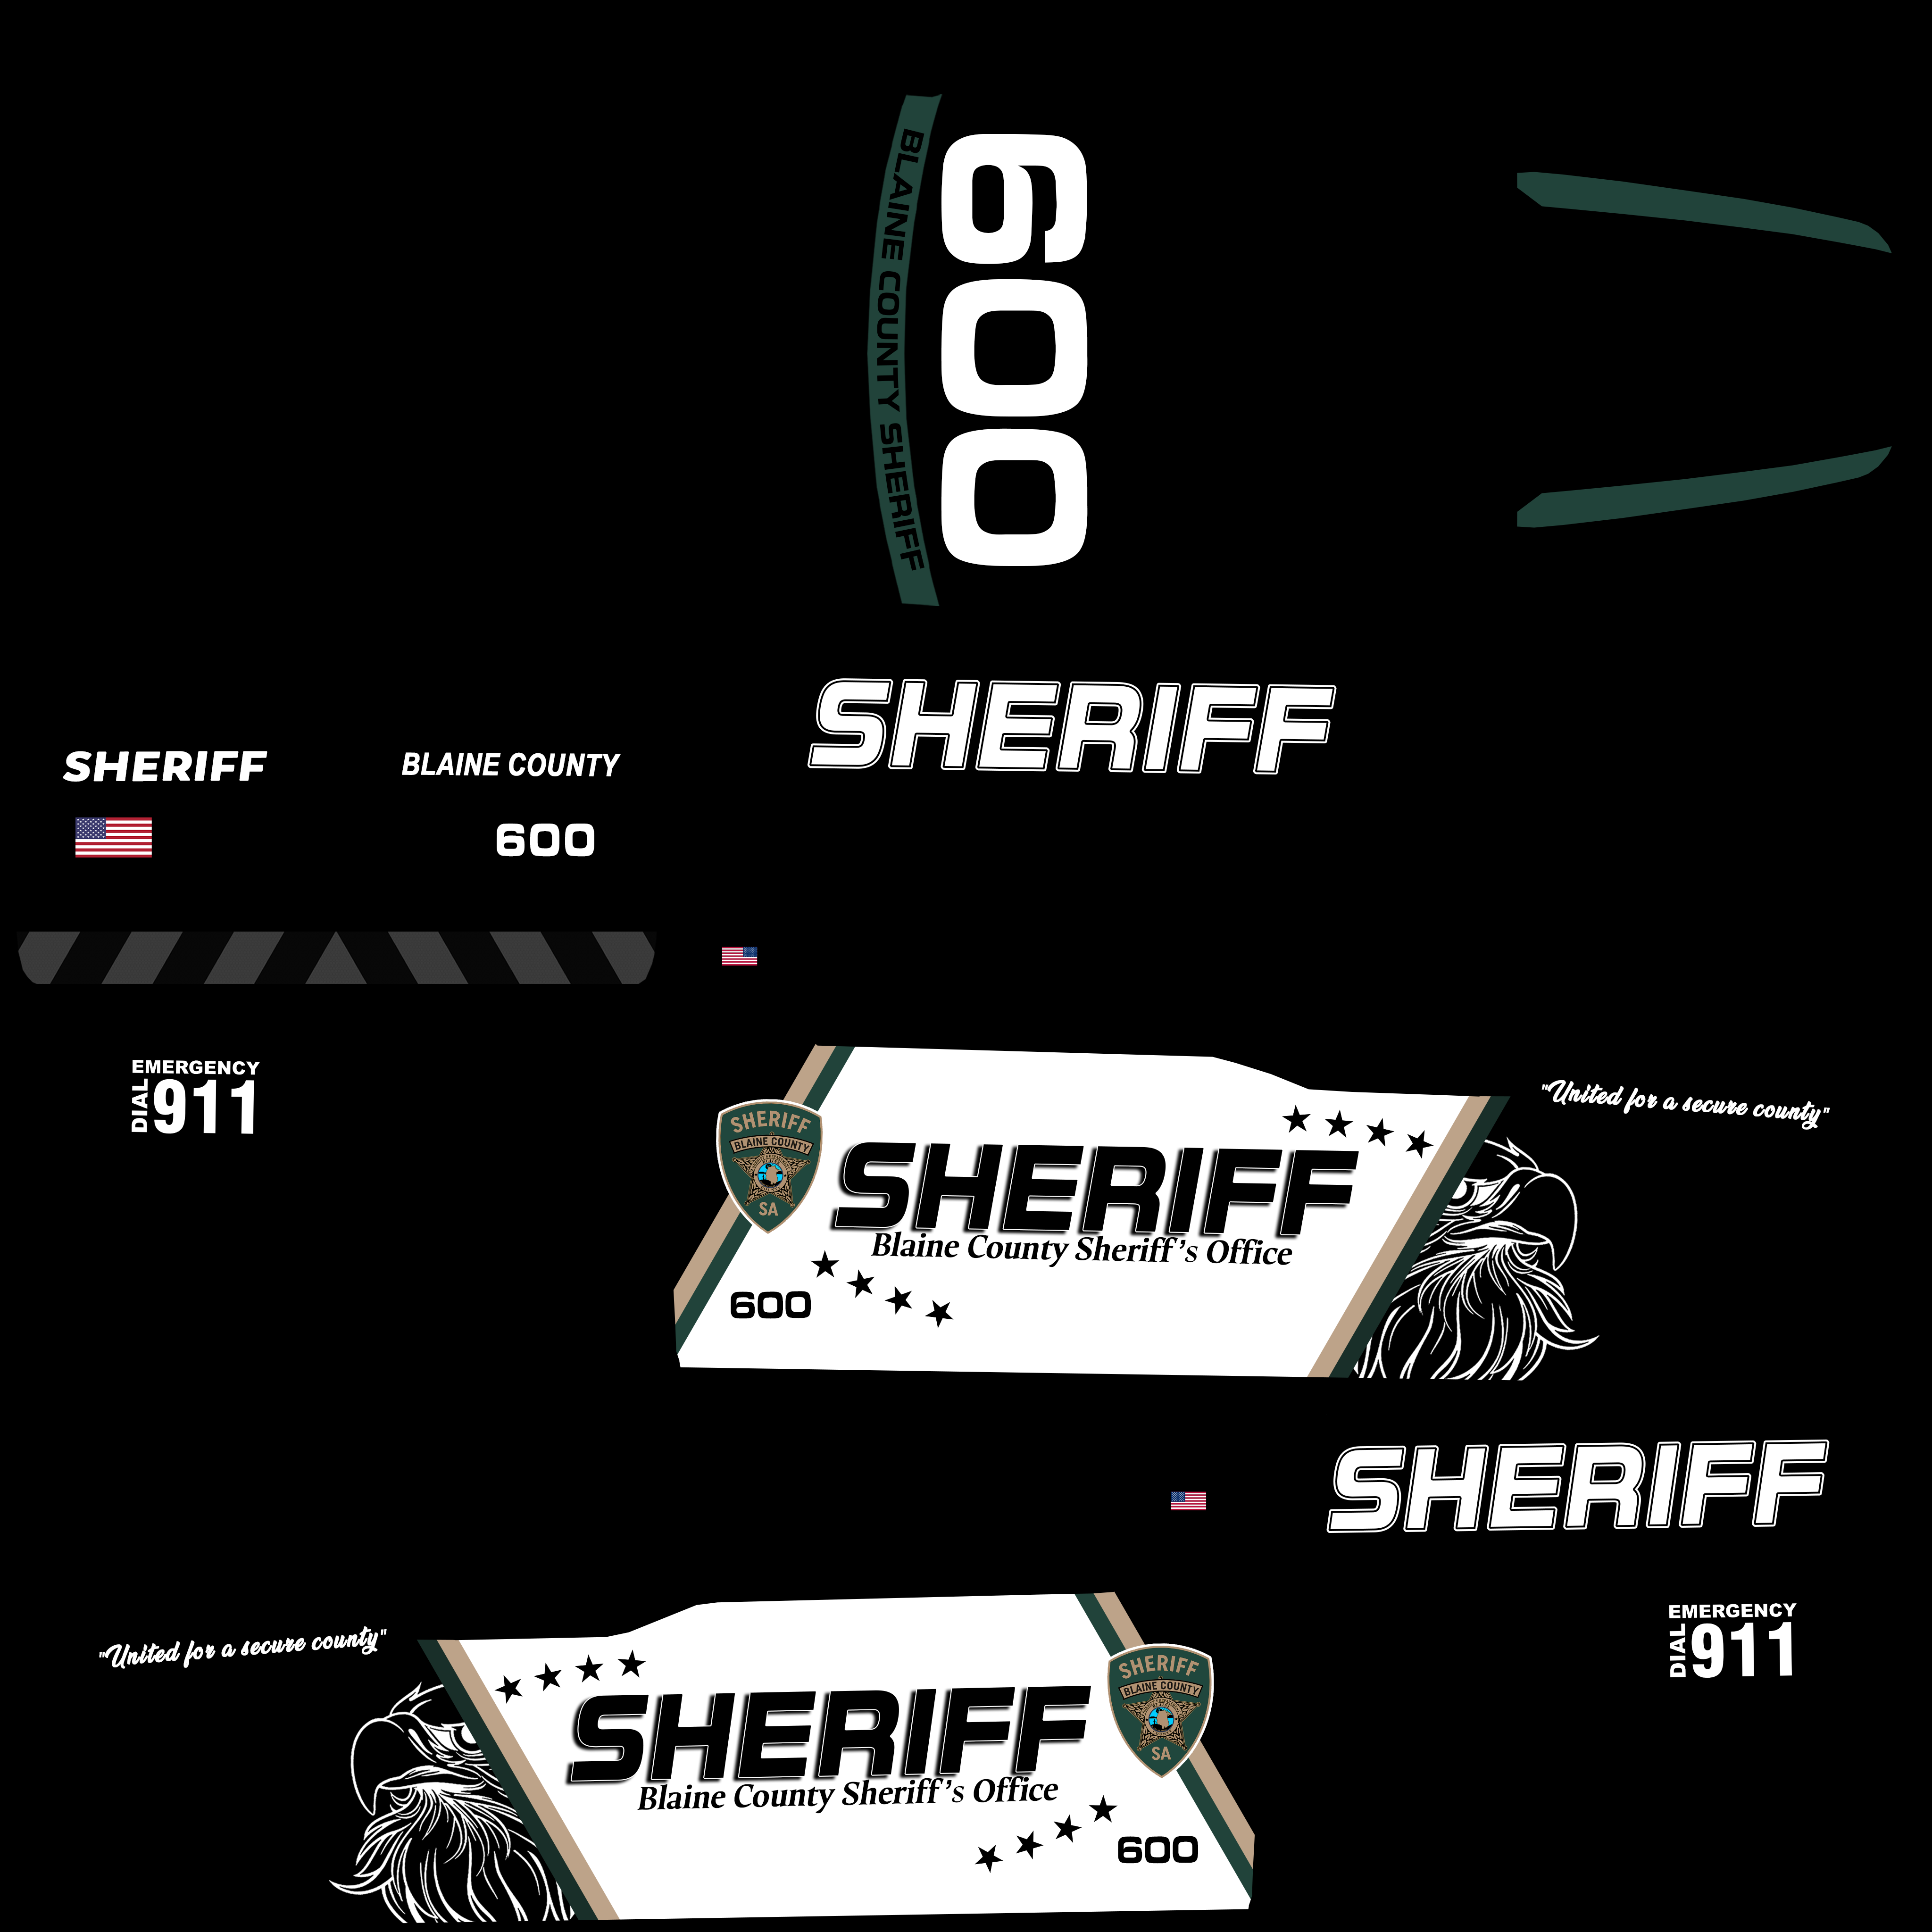 BLAINE COUNTY SHERIFF
600
SHERIFF
SHERIFF
BLAINE COUNTY
600
EMERGENCY
DIAL 911
"United for a secure county"
SHERIFF
BLAINE COUNTY
SA
SHERIFF
Blaine County Sheriff's Office
600
SHERIFF
EMERGENCY
DIAL 911
"United for a secure county"
SHERIFF
Blaine County Sheriff's Office
SHERIFF
BLAINE COUNTY
SA
600